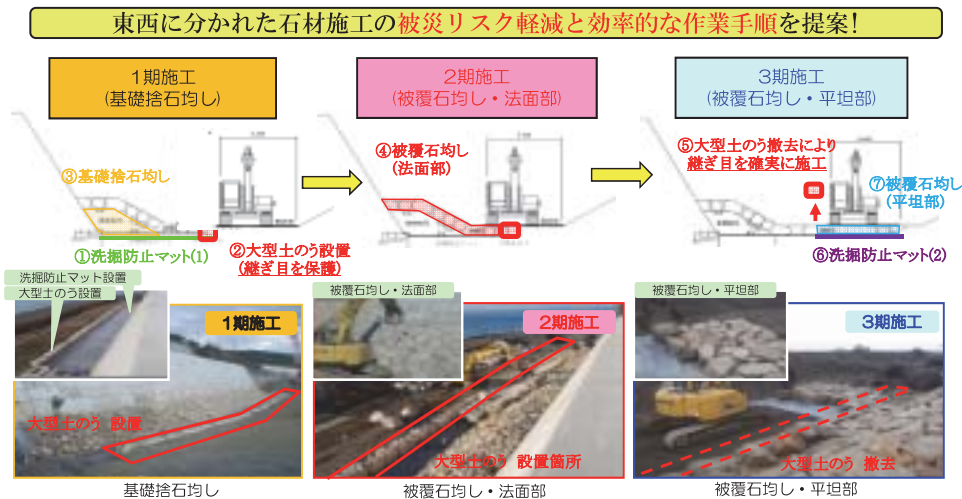 東西に分かれた石材施工の被災リスク軽減と効率的な作業手順を提案!
1期施工
(基礎捨石均し)
2期施工
(被覆石均し・法面部)
3期施工
(被覆石均し・平坦部)
③基礎捨石均し
①洗掘防止マット(1)
②大型土のう設置
(継ぎ目を保護)
④被覆石均し
(法面部)
⑤大型土のう撤去により
継ぎ目を確実に施工
⑦被覆石均し
(平坦部)
⑥洗掘防止マット(2)
洗掘防止マット設置
大型土のう設置
1期施工
大型土のう 設置
基礎捨石均し
被覆石均し・法面部
2期施工
大型土のう 設置箇所
被覆石均し・法面部
被覆石均し・平坦部
3期施工
大型土のう 撤去
被覆石均し・平坦部